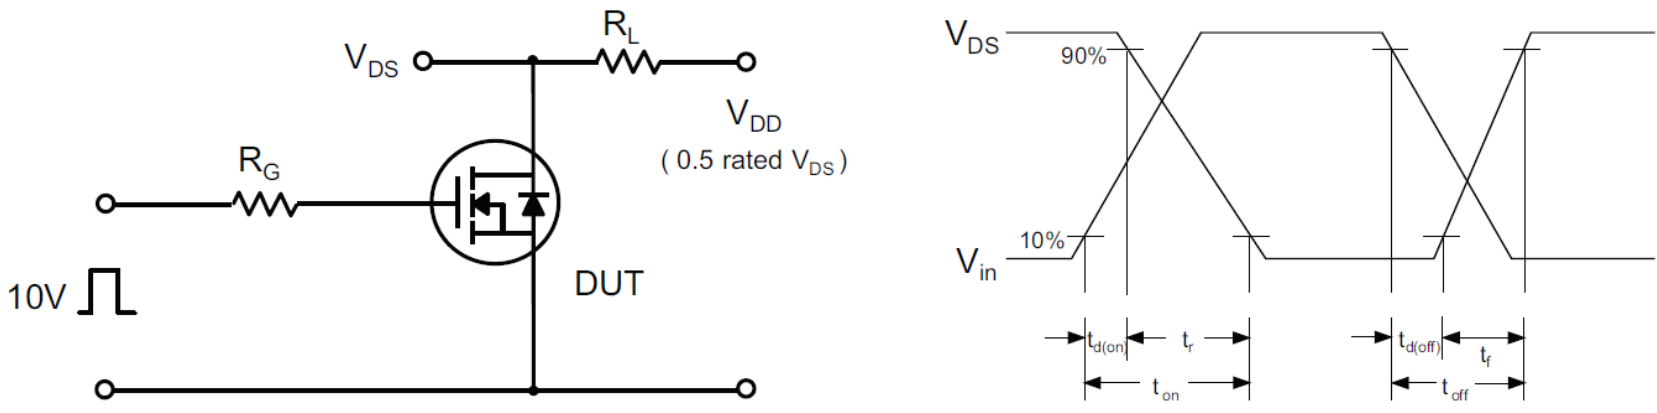 R_L
V_DS
V_DD
( 0.5 rated V_DS )
R_G
10V
DUT
V_DS
90%
10%
V_in
t_d(on)
t_r
t_d(off)
t_f
t_on
t_off